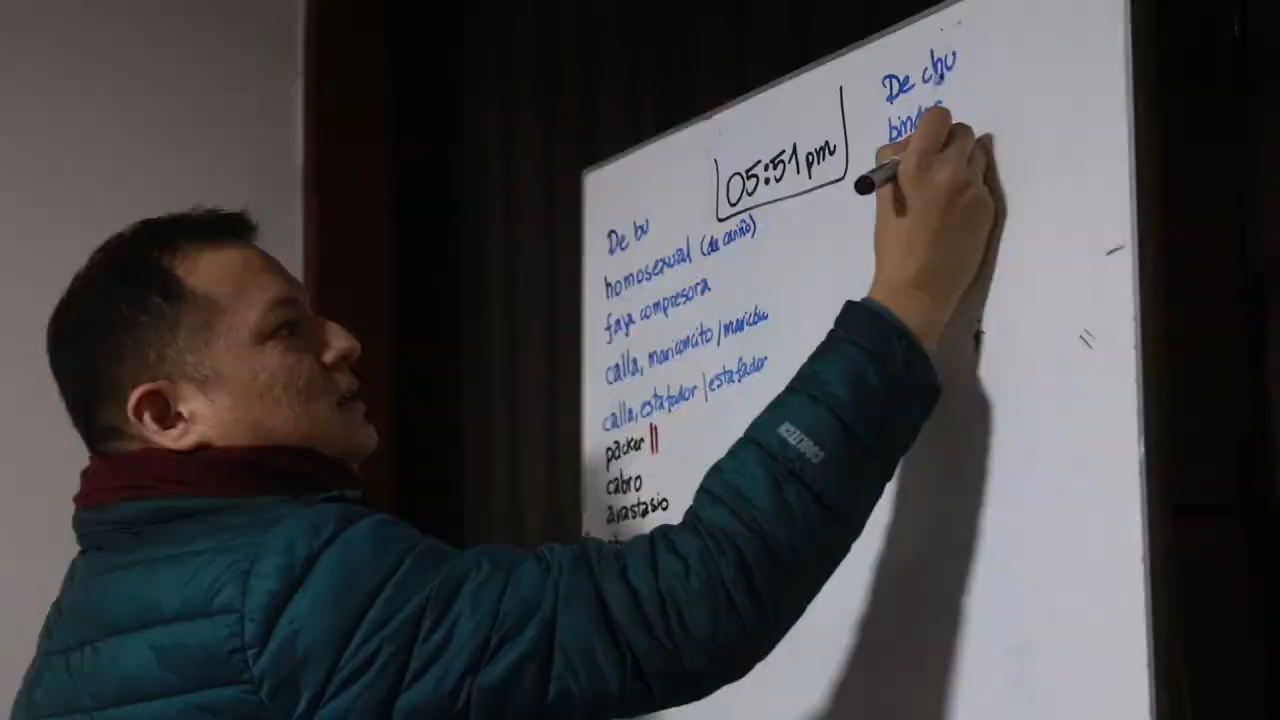 05:51 pm
De bu
homosexual (de cariño)
faya compresora
calla, mariconcito / maricón
calla, estafador / estafador
packer ||
cabro
anastasio
De chu